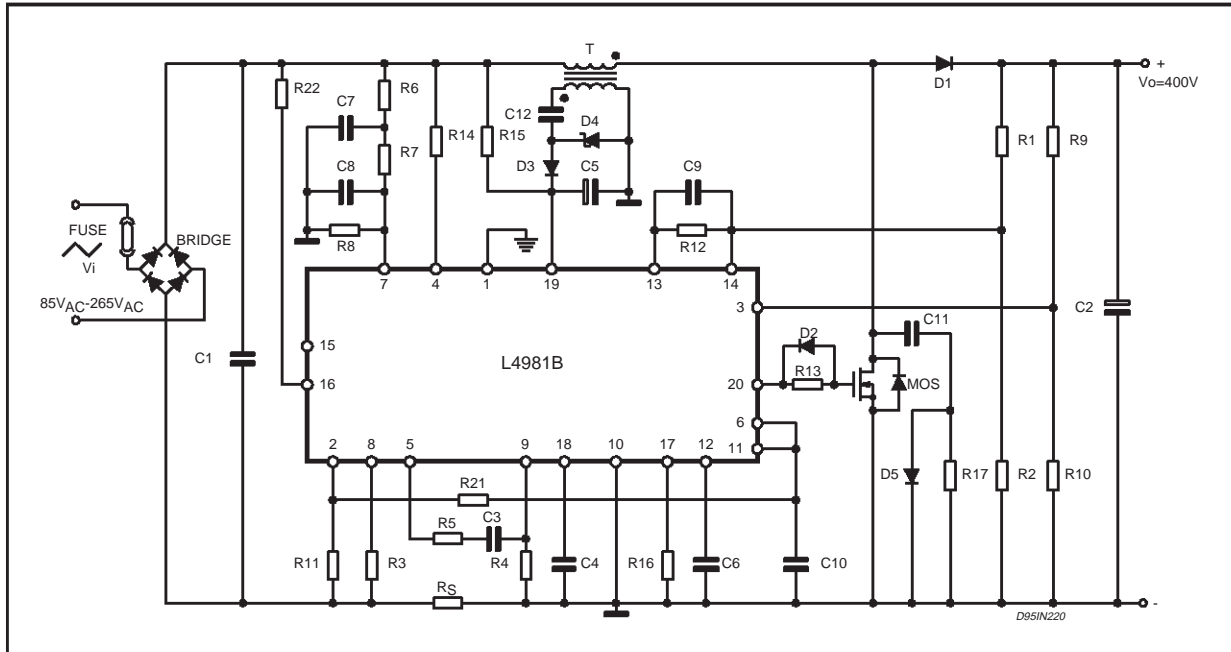 T
+
D1
Vo=400V
R22
C7
R6
C12
D4
R14
R15
R1
R9
R7
C8
D3
C5
C9
FUSE
BRIDGE
R8
R12
Vi
7
4
1
19
13
14
3
85VAC-265VAC
C2
D2
C11
C1
15
L4981B
16
20
R13
MOS
6
2
8
5
9
18
10
17
12
11
D5
R17
R2
R10
R21
R5
C3
R11
R3
R4
C4
R16
C6
C10
RS
-
D95IN220